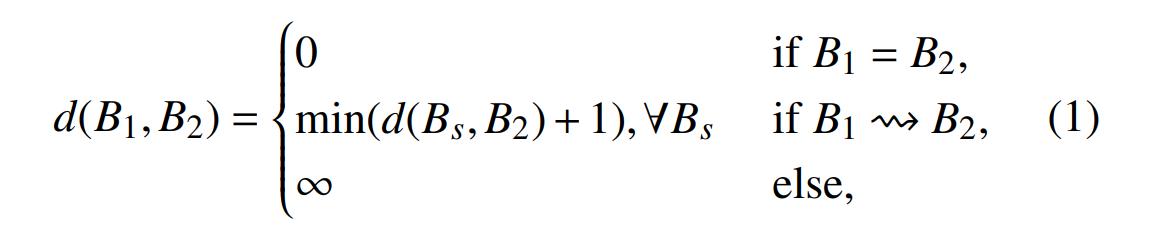 0 if B₁ = B₂,
d(B₁, B₂) = { min(d(Bₛ, B₂) + 1), ∀Bₛ if B₁ ⇝ B₂, (1)
∞ else,